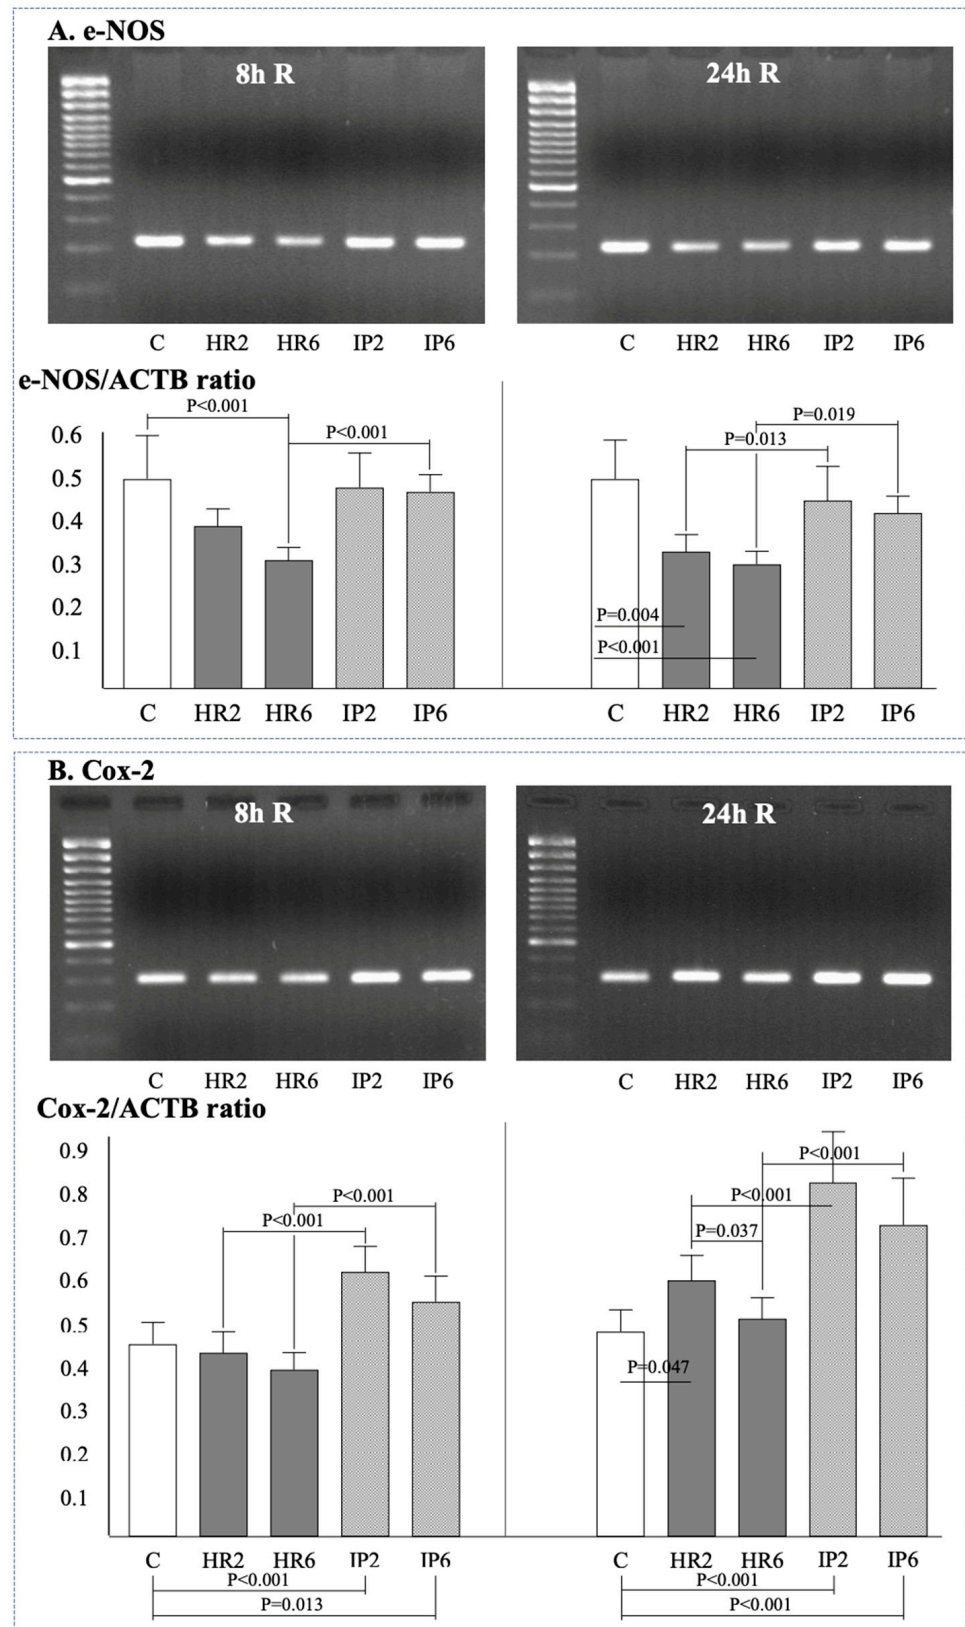 A. e-NOS
8h R
24h R
C HR2 HR6 IP2 IP6
C HR2 HR6 IP2 IP6
e-NOS/ACTB ratio
P<0.001
P<0.001
0.6
0.5
0.4
0.3
0.2
0.1
C HR2 HR6 IP2 IP6
P=0.019
P=0.013
P=0.004
P<0.001
C HR2 HR6 IP2 IP6
B. Cox-2
8h R
24h R
C HR2 HR6 IP2 IP6
C HR2 HR6 IP2 IP6
Cox-2/ACTB ratio
0.9
0.8
0.7
0.6
0.5
0.4
0.3
0.2
0.1
P<0.001
P<0.001
C HR2 HR6 IP2 IP6
P<0.001
P=0.013
P<0.001
P<0.001
P=0.037
P=0.047
C HR2 HR6 IP2 IP6
P<0.001
P<0.001